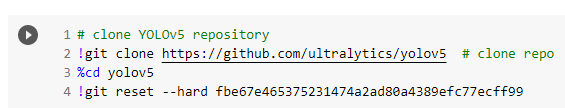 1 # clone YOLOv5 repository
2 !git clone https://github.com/ultralytics/yolov5  # clone repo
3 %cd yolov5
4 !git reset --hard fbe67e465375231474a2ad80a4389efc77ecff99